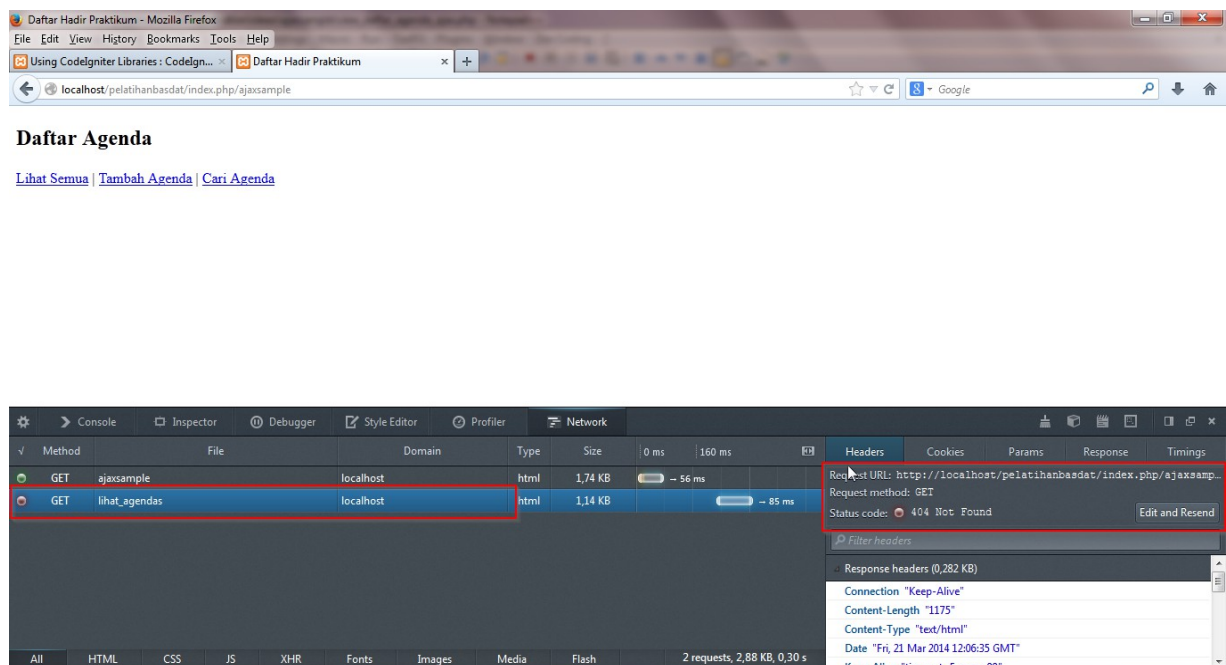 Daftar Hadir Praktikum - Mozilla Firefox
File Edit View History Bookmarks Tools Help
Using CodeIgniter Libraries : CodeIgn... × Daftar Hadir Praktikum × +
localhost/pelatihanbasdat/index.php/ajaxsample Google
Daftar Agenda
Lihat Semua | Tambah Agenda | Cari Agenda
Console Inspector Debugger Style Editor Profiler Network
√ Method File Domain Type Size 0 ms 160 ms Headers Cookies Params Response Timings
GET ajaxsample localhost html 1,74 KB → 56 ms
GET lihat_agendas localhost html 1,14 KB → 85 ms
Request URL: http://localhost/pelatihanbasdat/index.php/ajaxsamp...
Request method: GET
Status code: 404 Not Found Edit and Resend
Filter headers
Response headers (0,282 KB)
Connection "Keep-Alive"
Content-Length "1175"
Content-Type "text/html"
Date "Fri, 21 Mar 2014 12:06:35 GMT"
All HTML CSS JS XHR Fonts Images Media Flash 2 requests, 2,88 KB, 0,30 s